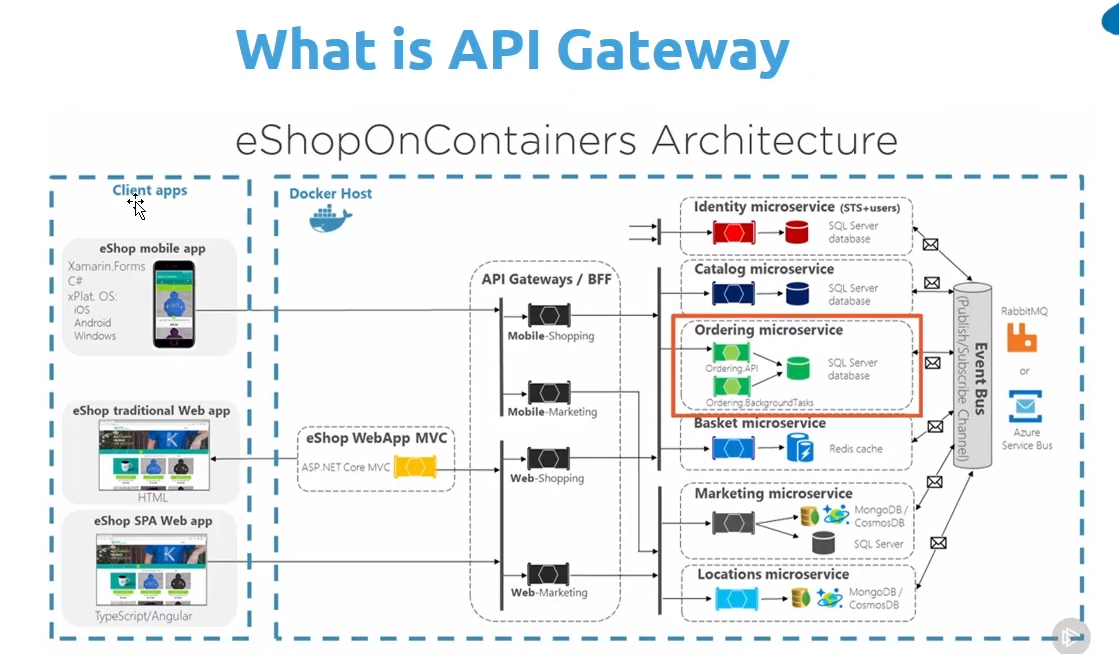 What is API Gateway
eShopOnContainers Architecture
Client apps
eShop mobile app
Xamarin.Forms
C#
xPlat. OS:
iOS
Android
Windows
eShop traditional Web app
HTML
eShop SPA Web app
TypeScript/Angular
Docker Host
eShop WebApp MVC
ASP.NET Core MVC
API Gateways / BFF
Mobile-Shopping
Mobile-Marketing
Web-Shopping
Web-Marketing
Identity microservice (STS+users)
SQL Server
database
Catalog microservice
SQL Server
database
Ordering microservice
Ordering.API
SQL Server
database
Ordering.BackgroundTasks
Basket microservice
Redis cache
Marketing microservice
MongoDB /
CosmosDB
SQL Server
Locations microservice
MongoDB /
CosmosDB
Event Bus
(Publish/Subscribe Channel)
RabbitMQ
or
Azure
Service Bus